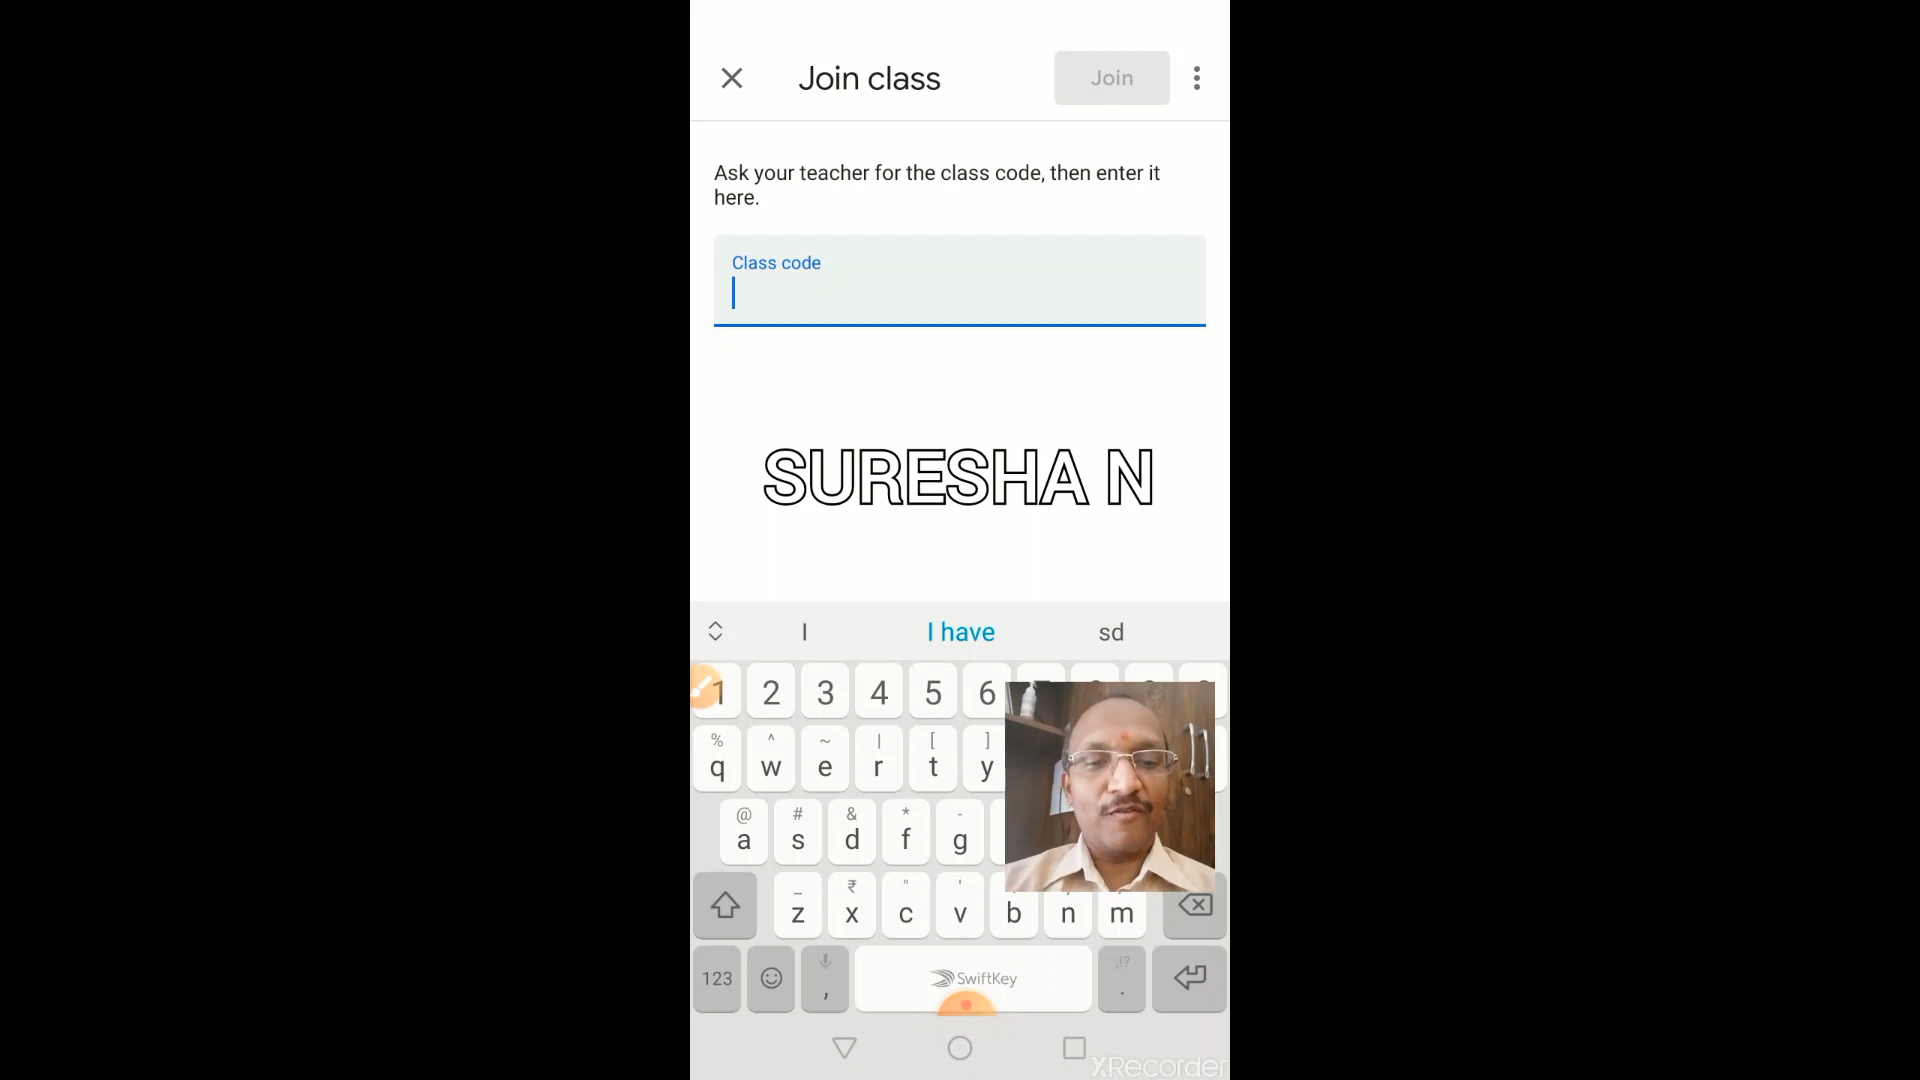 Join class
Join
Ask your teacher for the class code, then enter it
here.
Class code
SURESHA N
I
I have
sd
1 2 3 4 5 6
% ^ ~ | [ ]
q w e r t y
@ # & * -
a s d f g
_ ₹ " '
z x c v b n m
123
,
SwiftKey
,!?
.
XRecorder